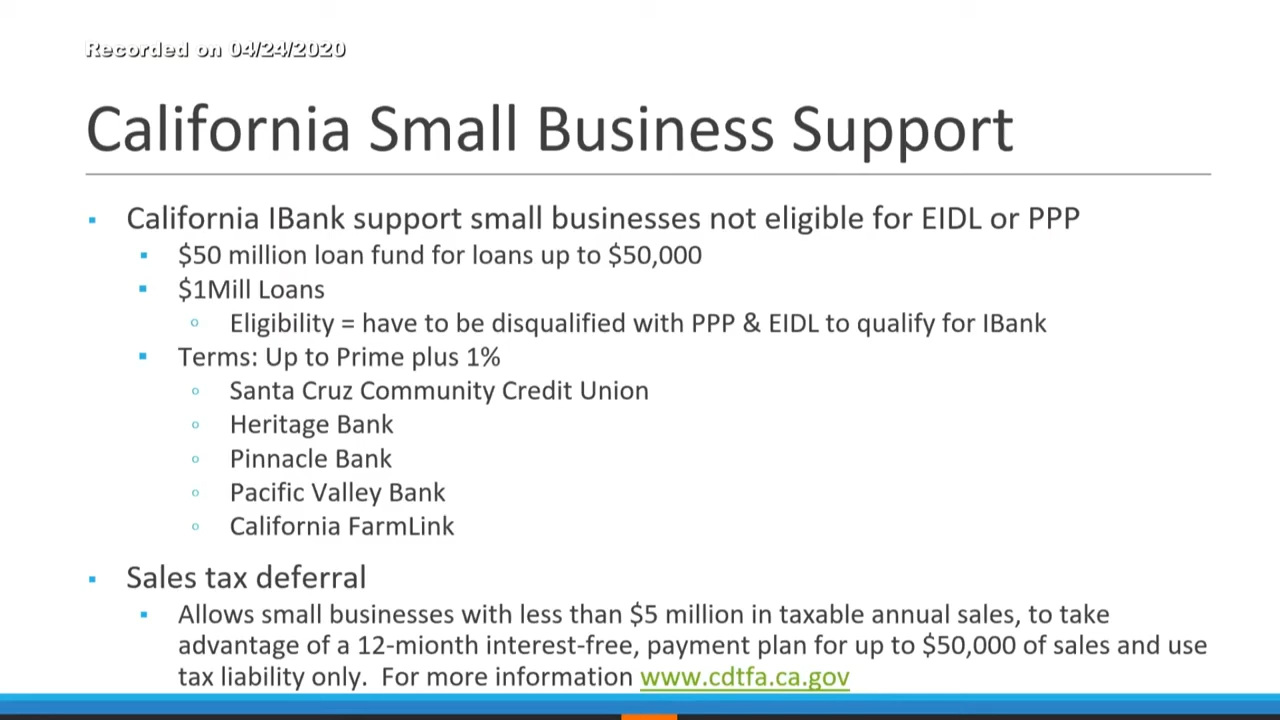 Recorded on 04/24/2020
California Small Business Support
▪ California IBank support small businesses not eligible for EIDL or PPP
▪ $50 million loan fund for loans up to $50,000
▪ $1Mill Loans
◦ Eligibility = have to be disqualified with PPP & EIDL to qualify for IBank
▪ Terms: Up to Prime plus 1%
◦ Santa Cruz Community Credit Union
◦ Heritage Bank
◦ Pinnacle Bank
◦ Pacific Valley Bank
◦ California FarmLink
▪ Sales tax deferral
▪ Allows small businesses with less than $5 million in taxable annual sales, to take
advantage of a 12-mionth interest-free, payment plan for up to $50,000 of sales and use
tax liability only. For more information www.cdtfa.ca.gov